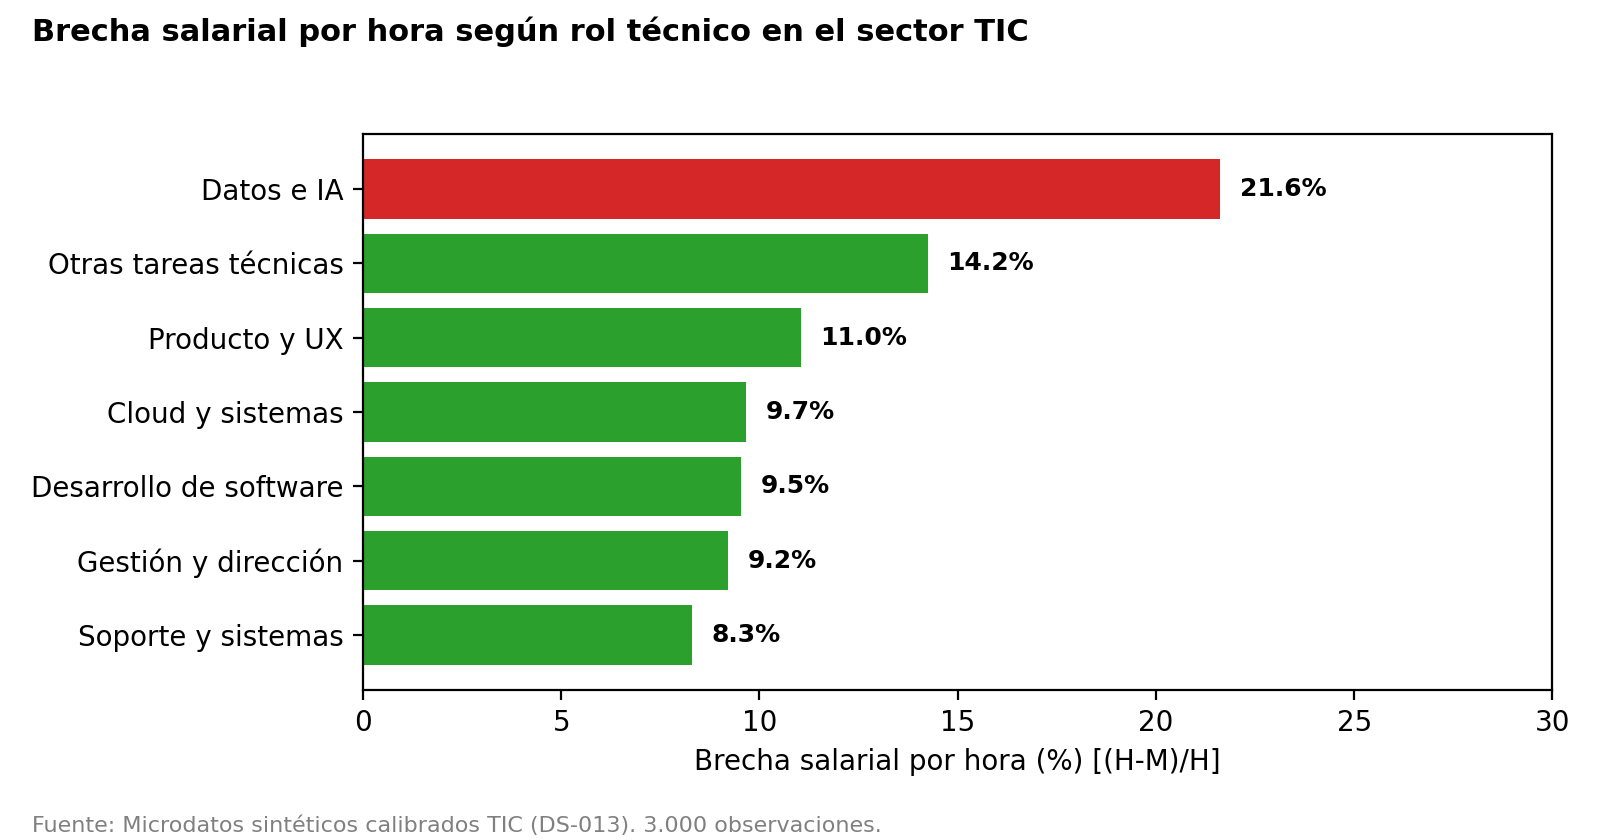 Brecha salarial por hora según rol técnico en el sector TIC
Datos e IA
21.6%
Otras tareas técnicas
14.2%
Producto y UX
11.0%
Cloud y sistemas
9.7%
Desarrollo de software
9.5%
Gestión y dirección
9.2%
Soporte y sistemas
8.3%
0 5 10 15 20 25 30
Brecha salarial por hora (%) [(H-M)/H]
Fuente: Microdatos sintéticos calibrados TIC (DS-013). 3.000 observaciones.